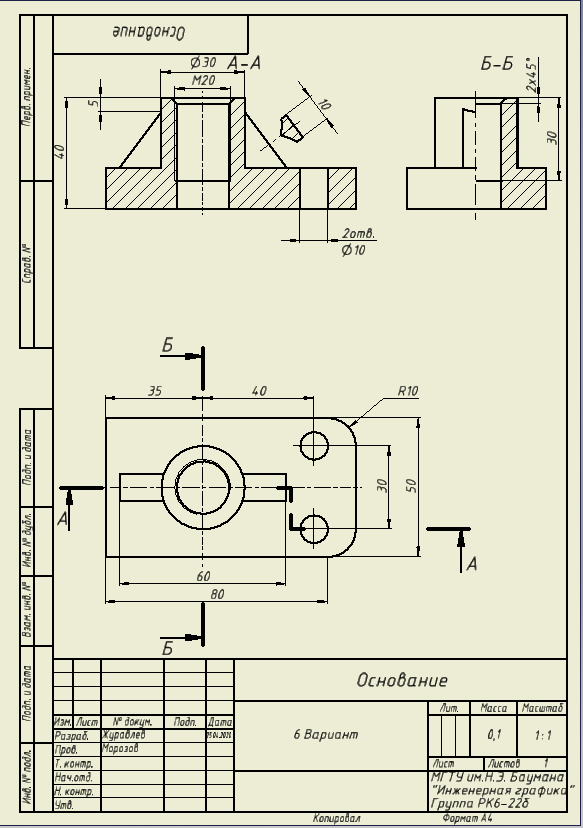 Основание
Перв. примен.
Справ. №
Подп. и дата
Инв. № дубл.
Взам. инв. №
Подп. и дата
Инв. № подл.
А-А
Ø30
М20
5
40
10
2отв.
Ø10
Б-Б
2x45°
30
Б
35
40
R10
30
50
А
А
60
80
Б
Изм. Лист № докум. Подп. Дата
Разраб. Журавлев
Пров. Морозов
Т. контр.
Нач.отд.
Н. контр.
Утв.
Основание
6 Вариант
Лит. Масса Масштаб
0,1 1:1
Лист Листов 1
МГТУ им.Н.Э. Баумана
"Инженерная графика"
Группа РК6-22б
Копировал Формат А4